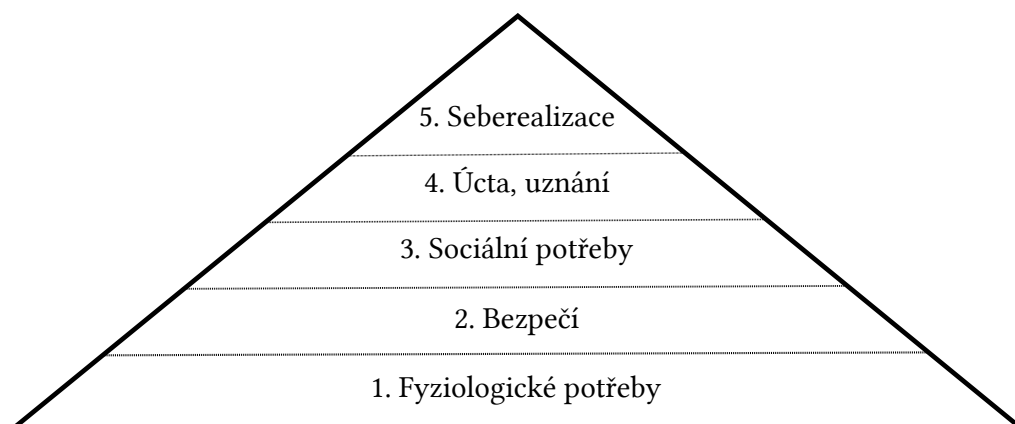 5. Seberealizace
4. Úcta, uznání
3. Sociální potřeby
2. Bezpečí
1. Fyziologické potřeby